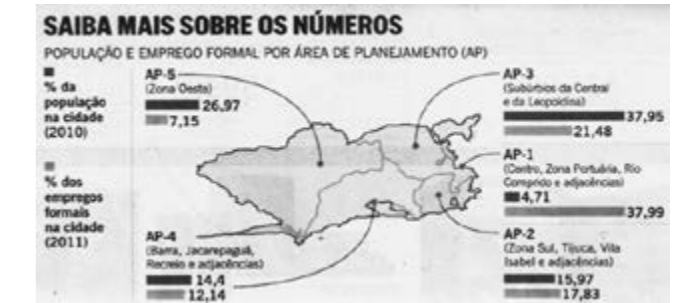 SAIBA MAIS SOBRE OS NÚMEROS
POPULAÇÃO E EMPREGO FORMAL POR ÁREA DE PLANEJAMENTO (AP)
% da
população
na cidade
(2010)
% dos
empregos
formais
na cidade
(2011)
AP-5
(Zona Oeste)
26,97
7,15
AP-4
(Barra, Jacarepaguá,
Recreio e adjacências)
14,4
12,14
AP-3
(Subúrbios da Central
e da Leopoldina)
37,95
21,48
AP-1
(Centro, Zona Portuária, Rio
Comprido e adjacências)
4,71
37,99
AP-2
(Zona Sul, Tijuca, Vila
Isabel e adjacências)
15,97
17,83